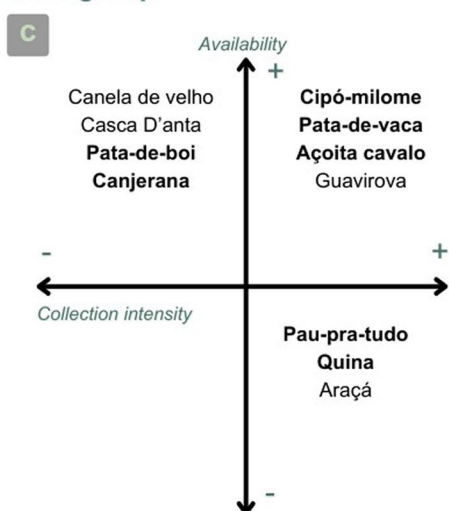 C
Availability
+
Canela de velho
Casca D’anta
Pata-de-boi
Canjerana
Cipó-milome
Pata-de-vaca
Açoita cavalo
Guavirova
-
+
Collection intensity
Pau-pra-tudo
Quina
Araçá
-